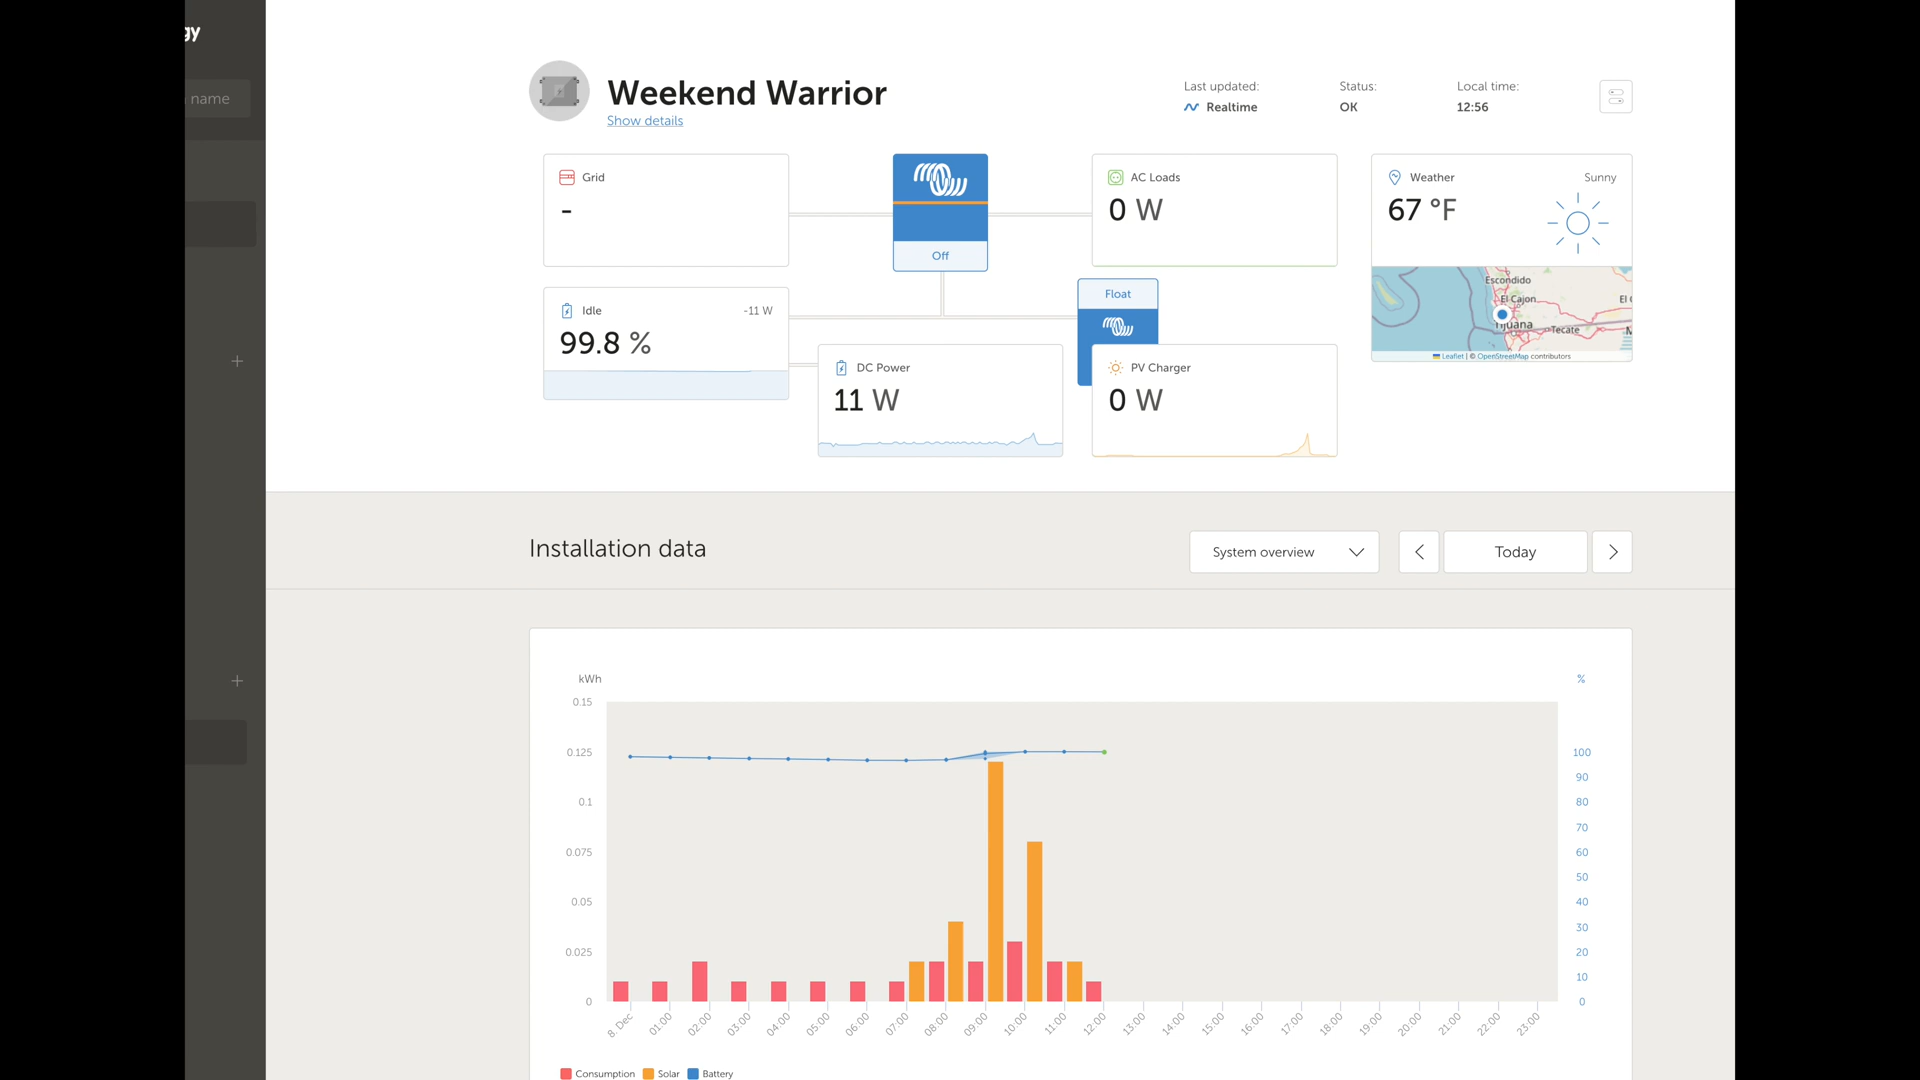 gy
name
Weekend Warrior
Show details
Last updated:
Realtime
Status:
OK
Local time:
12:56
Grid
-
Off
AC Loads
0 W
Weather
Sunny
67 °F
Escondido
El Cajon
El C
Tijuana
Tecate
M
Leaflet | © OpenStreetMap contributors
Idle
-11 W
99.8 %
Float
DC Power
11 W
PV Charger
0 W
Installation data
System overview
Today
kWh
%
0.15
0.125
0.1
0.075
0.05
0.025
0
100
90
80
70
60
50
40
30
20
10
0
8. Dec
01:00
02:00
03:00
04:00
05:00
06:00
07:00
08:00
09:00
10:00
11:00
12:00
13:00
14:00
15:00
16:00
17:00
18:00
19:00
20:00
21:00
22:00
23:00
Consumption
Solar
Battery